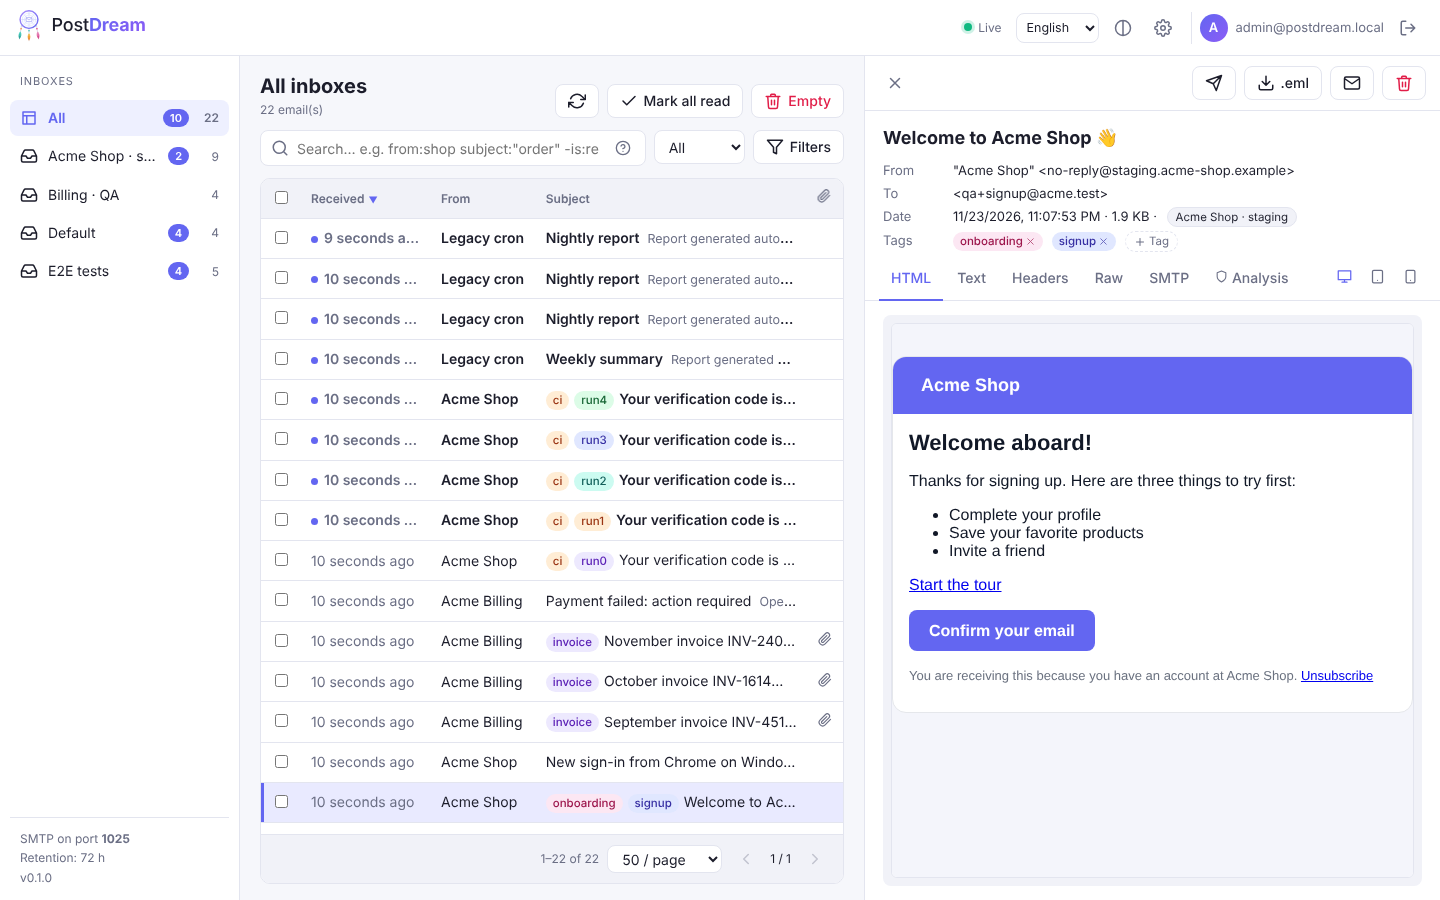 PostDream
Live
English
A
admin@postdream.local
INBOXES
All 10 22
Acme Shop · s... 2 9
Billing · QA 4
Default 4 4
E2E tests 4 5
SMTP on port 1025
Retention: 72 h
v0.1.0
All inboxes
22 email(s)
Mark all read
Empty
Search... e.g. from:shop subject:"order" -is:re
All
Filters
Received ▼ From Subject
9 seconds a... Legacy cron Nightly report Report generated auto...
10 seconds ... Legacy cron Nightly report Report generated auto...
10 seconds ... Legacy cron Nightly report Report generated auto...
10 seconds ... Legacy cron Weekly summary Report generated ...
10 seconds ... Acme Shop ci run4 Your verification code is...
10 seconds ... Acme Shop ci run3 Your verification code is...
10 seconds ... Acme Shop ci run2 Your verification code is...
10 seconds ... Acme Shop ci run1 Your verification code is ...
10 seconds ago Acme Shop ci run0 Your verification code is ...
10 seconds ago Acme Billing Payment failed: action required Ope...
10 seconds ago Acme Billing invoice November invoice INV-240...
10 seconds ago Acme Billing invoice October invoice INV-1614...
10 seconds ago Acme Billing invoice September invoice INV-451...
10 seconds ago Acme Shop New sign-in from Chrome on Windo...
10 seconds ago Acme Shop onboarding signup Welcome to Ac...
1–22 of 22 50 / page 1 / 1
.eml
Welcome to Acme Shop 👋
From "Acme Shop" <no-reply@staging.acme-shop.example>
To <qa+signup@acme.test>
Date 11/23/2026, 11:07:53 PM · 1.9 KB · Acme Shop · staging
Tags onboarding × signup × + Tag
HTML Text Headers Raw SMTP Analysis
Acme Shop
Welcome aboard!
Thanks for signing up. Here are three things to try first:
• Complete your profile
• Save your favorite products
• Invite a friend
Start the tour
Confirm your email
You are receiving this because you have an account at Acme Shop. Unsubscribe